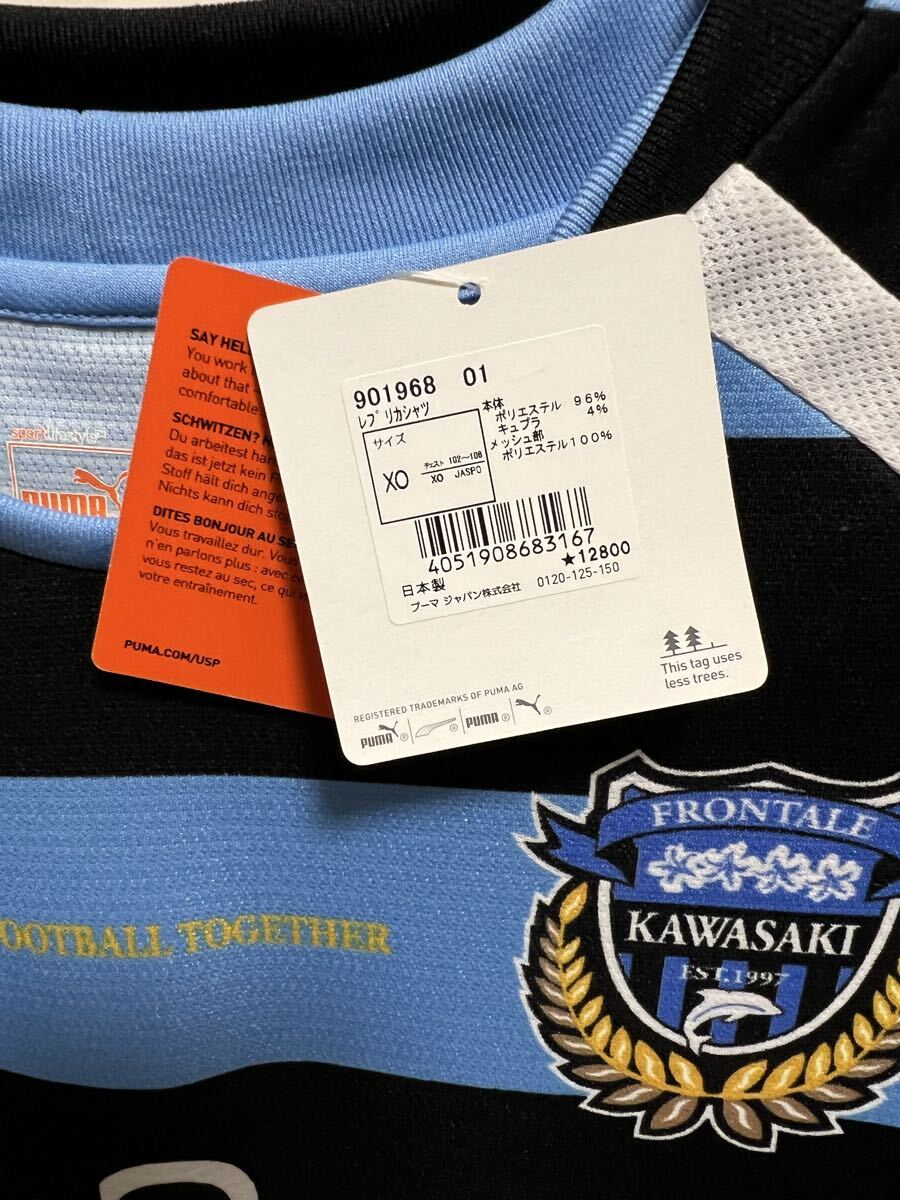 SAY HELL
You work
about that -
comfortable
SCHWITZEN?
Du arbeitest har
das ist jetzt kein
Stoff hält dich ange
Nichts kann dich sto
DITES BONJOUR AU SE
Vous travaillez dur. Vous
n'en parlons plus : avec
vous restez au sec, ce qui
votre entraînement.
PUMA.COM/USP
sportlifestyle
PUMA
901968 01
レプリカシャツ
サイズ
XO
チェスト 102~108
XO JASPO
本体
ポリエステル 96%
キュプラ 4%
メッシュ部
ポリエステル100%
4051908683167
★12800
日本製
プーマ ジャパン株式会社 0120-125-150
This tag uses
less trees.
REGISTERED TRADEMARKS OF PUMA AG
PUMA® ® PUMA® ®
FRONTALE
KAWASAKI
EST.1997
OOTBALL TOGETHER